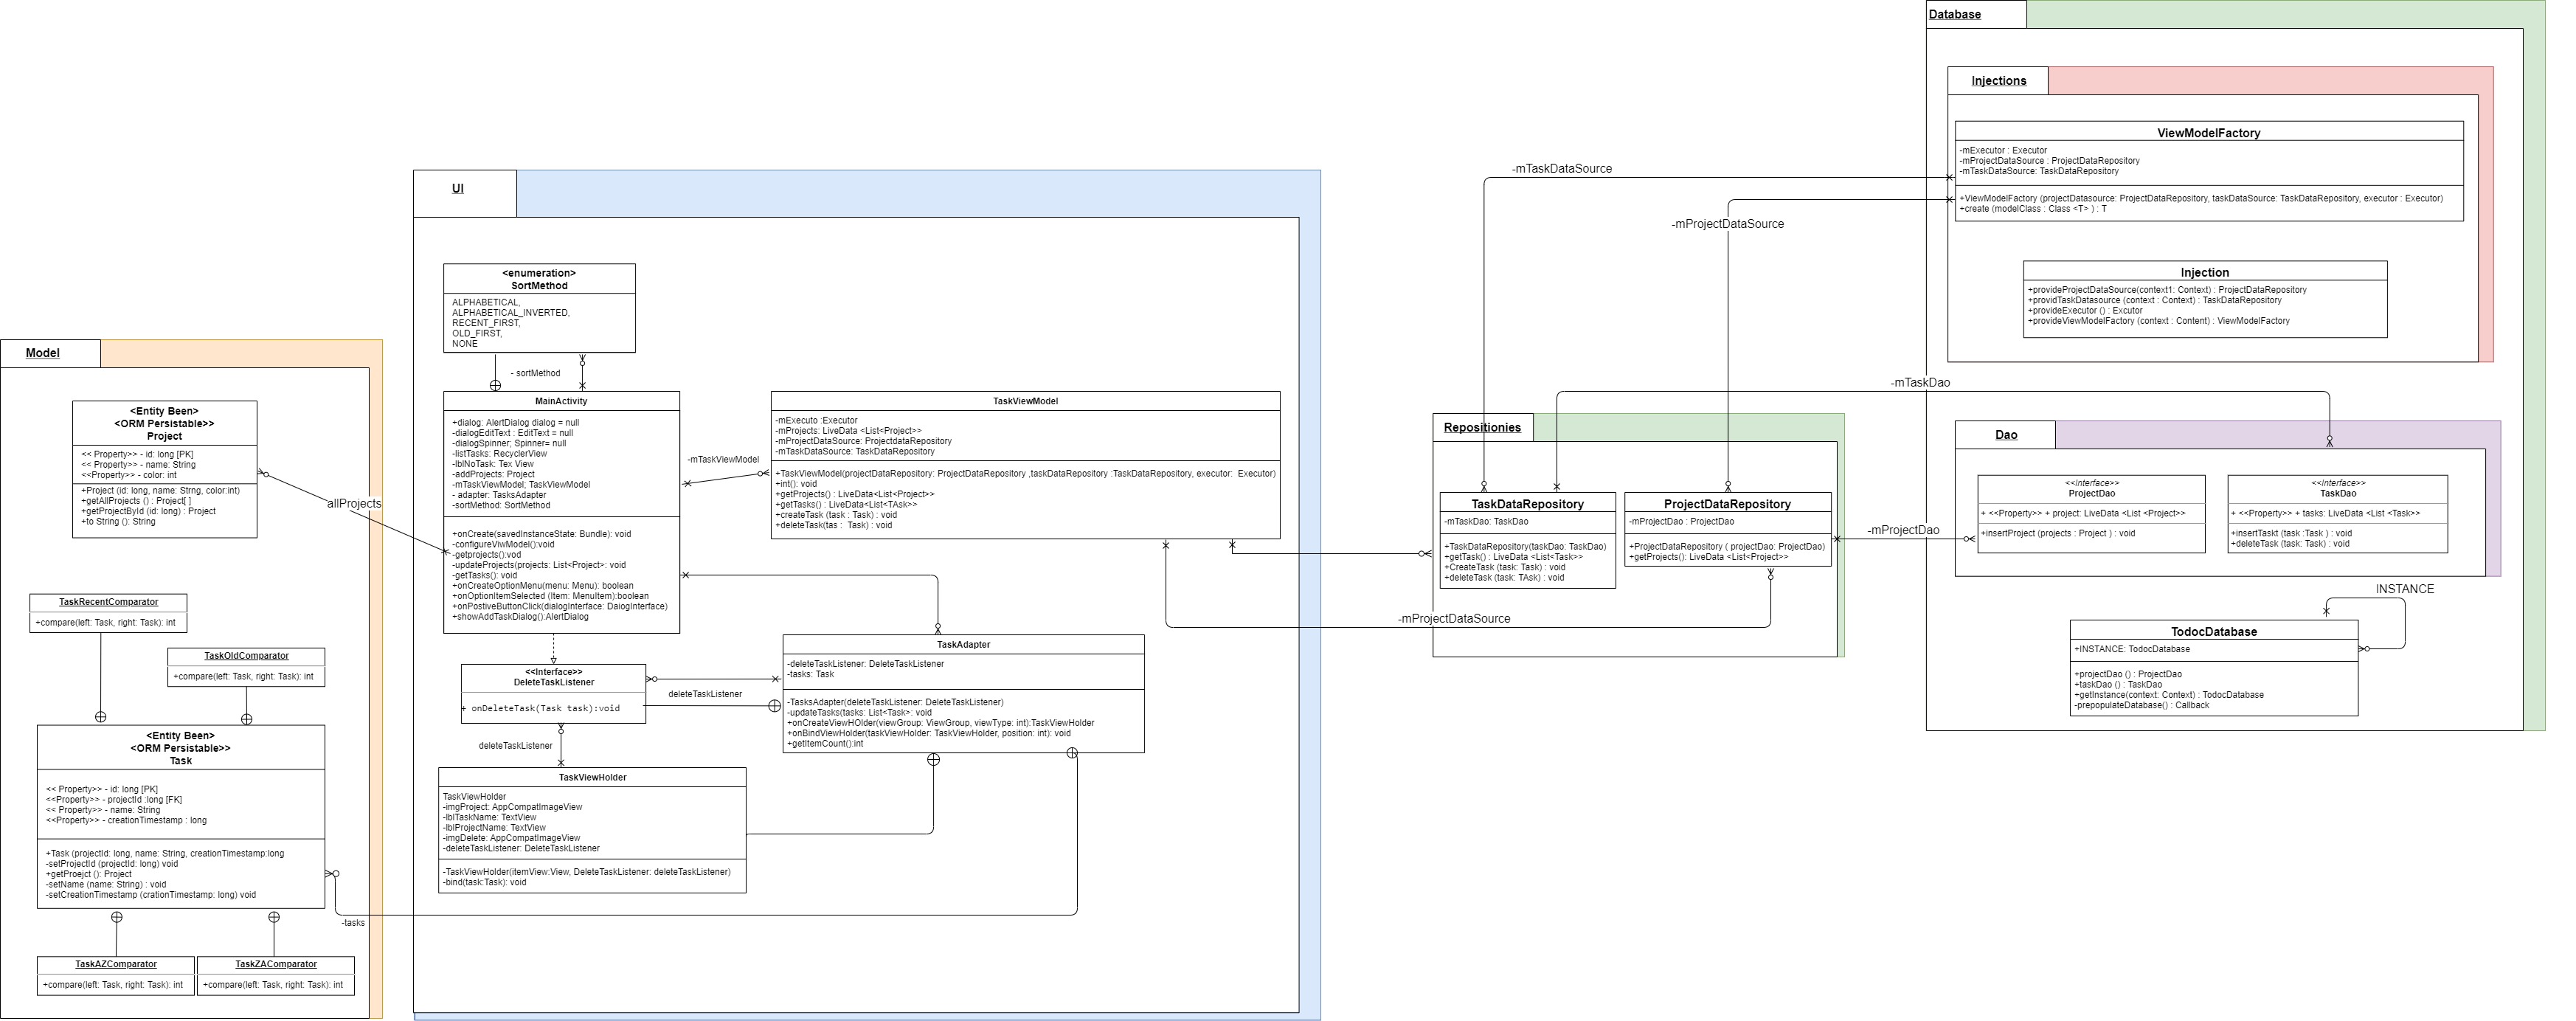 Model
<Entity Been>
<ORM Persistable>>
Project
<< Property>> - id: long [PK]
<< Property>> - name: String
<<Property>> - color: int
+Project (id: long, name: Strng, color:int)
+getAllProjects () : Project[ ]
+getProjectById (id: long) : Project
+to String (): String
allProjects
TaskRecentComparator
+compare(left: Task, right: Task): int
TaskOldComparator
+compare(left: Task, right: Task): int
<Entity Been>
<ORM Persistable>>
Task
<< Property>> - id: long [PK]
<<Property>> - projectId :long [FK]
<< Property>> - name: String
<<Property>> - creationTimestamp : long
+Task (projectId: long, name: String, creationTimestamp:long
-setProjectId (projectId: long) void
+getProejct (): Project
-setName (name: String) : void
-setCreationTimestamp (crationTimestamp: long) void
-tasks
TaskAZComparator
+compare(left: Task, right: Task): int
TaskZAComparator
+compare(left: Task, right: Task): int
UI
<enumeration>
SortMethod
ALPHABETICAL,
ALPHABETICAL_INVERTED,
RECENT_FIRST,
OLD_FIRST,
NONE
- sortMethod
MainActivity
+dialog: AlertDialog dialog = null
-dialogEditText : EditText = null
-dialogSpinner; Spinner= null
-listTasks: RecyclerView
-lblNoTask: Tex View
-addProjects: Project
-mTaskViewModel; TaskViewModel
- adapter: TasksAdapter
-sortMethod: SortMethod
+onCreate(savedInstanceState: Bundle): void
-configureViwModel():void
-getprojects():vod
-updateProjects(projects: List<Project>: void
-getTasks(): void
+onCreateOptionMenu(menu: Menu): boolean
+onOptionItemSelected (Item: MenuItem):boolean
+onPostiveButtonClick(dialogInterface: DaiogInterface)
+showAddTaskDialog():AlertDialog
-mTaskViewModel
TaskViewModel
-mExecuto :Executor
-mProjects: LiveData <List<Project>>
-mProjectDataSource: ProjectdataRepository
-mTaskDataSource: TaskDataRepository
+TaskViewModel(projectDataRepository: ProjectDataRepository ,taskDataRepository :TaskDataRepository, executor:  Executor)
+int(): void
+getProjects() : LiveData<List<Project>>
+getTasks() : LiveData<List<TAsk>>
+createTask (task : Task) : void
+deleteTask(tas :  Task) : void
<<Interface>>
DeleteTaskListener
+ onDeleteTask(Task task):void
deleteTaskListener
deleteTaskListener
TaskAdapter
-deleteTaskListener: DeleteTaskListener
-tasks: Task
-TasksAdapter(deleteTaskListener: DeleteTaskListener)
-updateTasks(tasks: List<Task>: void
+onCreateViewHOlder(viewGroup: ViewGroup, viewType: int):TaskViewHolder
+onBindViewHolder(taskViewHolder: TaskViewHolder, position: int): void
+getItemCount():int
TaskViewHolder
TaskViewHolder
-imgProject: AppCompatImageView
-lblTaskName: TextView
-lblProjectName: TextView
-imgDelete: AppCompatImageView
-deleteTaskListener: DeleteTaskListener
-TaskViewHolder(itemView:View, DeleteTaskListener: deleteTaskListener)
-bind(task:Task): void
-mTaskDataSource
-mProjectDataSource
-mTaskDao
Repositionies
TaskDataRepository
-mTaskDao: TaskDao
+TaskDataRepository(taskDao: TaskDao)
+getTask() : LiveData <List<Task>>
+CreateTask (task: Task) : void
+deleteTask (task: TAsk) : void
ProjectDataRepository
-mProjectDao : ProjectDao
+ProjectDataRepository ( projectDao: ProjectDao)
+getProjects(): LiveData <List<Project>>
-mProjectDao
-mProjectDataSource
Database
Injections
ViewModelFactory
-mExecutor : Executor
-mProjectDataSource : ProjectDataRepository
-mTaskDataSource: TaskDataRepository
+ViewModelFactory (projectDatasource: ProjectDataRepository, taskDataSource: TaskDataRepository, executor : Executor)
+create (modelClass : Class <T> ) : T
Injection
+provideProjectDataSource(context1: Context) : ProjectDataRepository
+providTaskDatasource (context : Context) : TaskDataRepository
+provideExecutor () : Excutor
+provideViewModelFactory (context : Content) : ViewModelFactory
Dao
<<Interface>>
ProjectDao
+ <<Property>> + project: LiveData <List <Project>>
+insertProject (projects : Project ) : void
<<Interface>>
TaskDao
+ <<Property>> + tasks: LiveData <List <Task>>
+insertTaskt (task :Task ) : void
+deleteTask (task: Task) : void
INSTANCE
TodocDatabase
+INSTANCE: TodocDatabase
+projectDao () : ProjectDao
+taskDao () : TaskDao
+getInstance(context: Context) : TodocDatabase
-prepopulateDatabase() : Callback